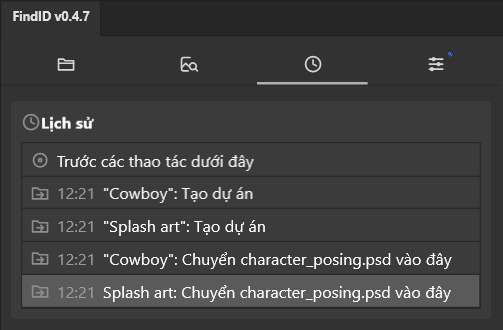 FindID v0.4.7
Lịch sử
Trước các thao tác dưới đây
12:21 "Cowboy": Tạo dự án
12:21 "Splash art": Tạo dự án
12:21 "Cowboy": Chuyển character_posing.psd vào đây
12:21 Splash art: Chuyển character_posing.psd vào đây